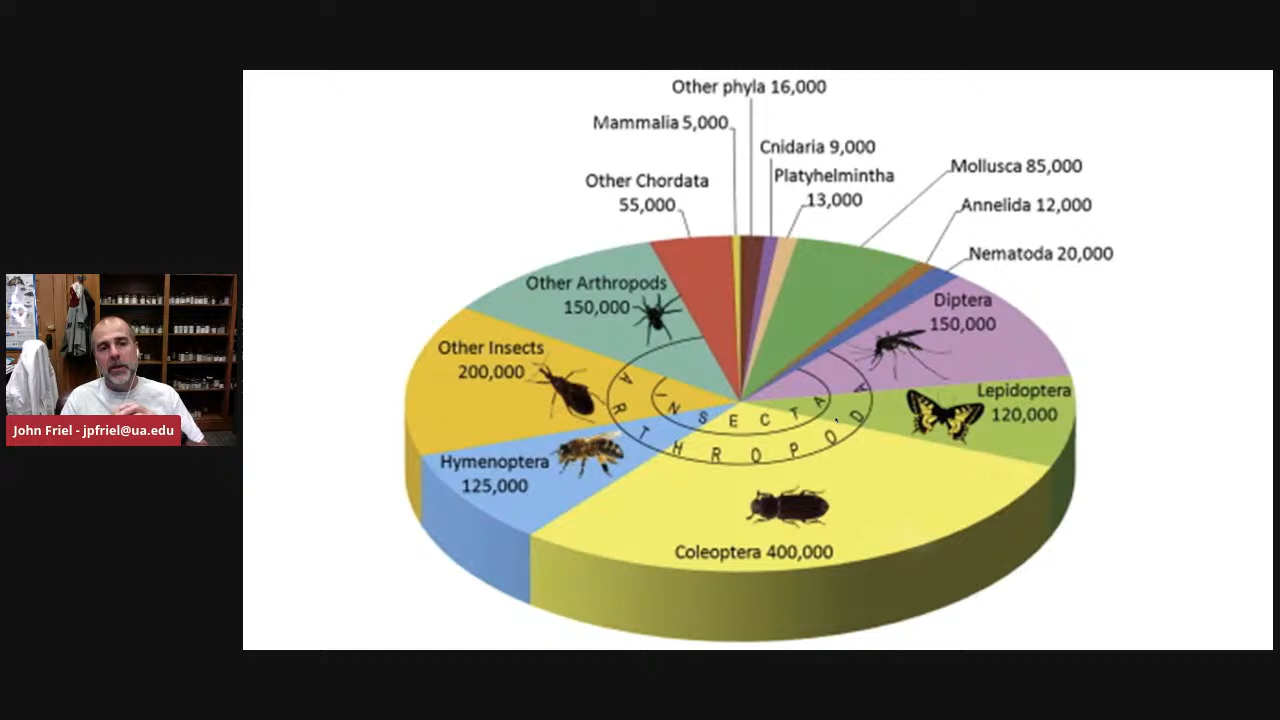 Other phyla 16,000
Mammalia 5,000
Cnidaria 9,000
Other Chordata
55,000
Platyhelmintha
13,000
Mollusca 85,000
Annelida 12,000
Nematoda 20,000
Other Arthropods
150,000
Diptera
150,000
Other Insects
200,000
Lepidoptera
120,000
INSECTA
ARTHROPODA
Hymenoptera
125,000
Coleoptera 400,000
John Friel - jpfriel@ua.edu